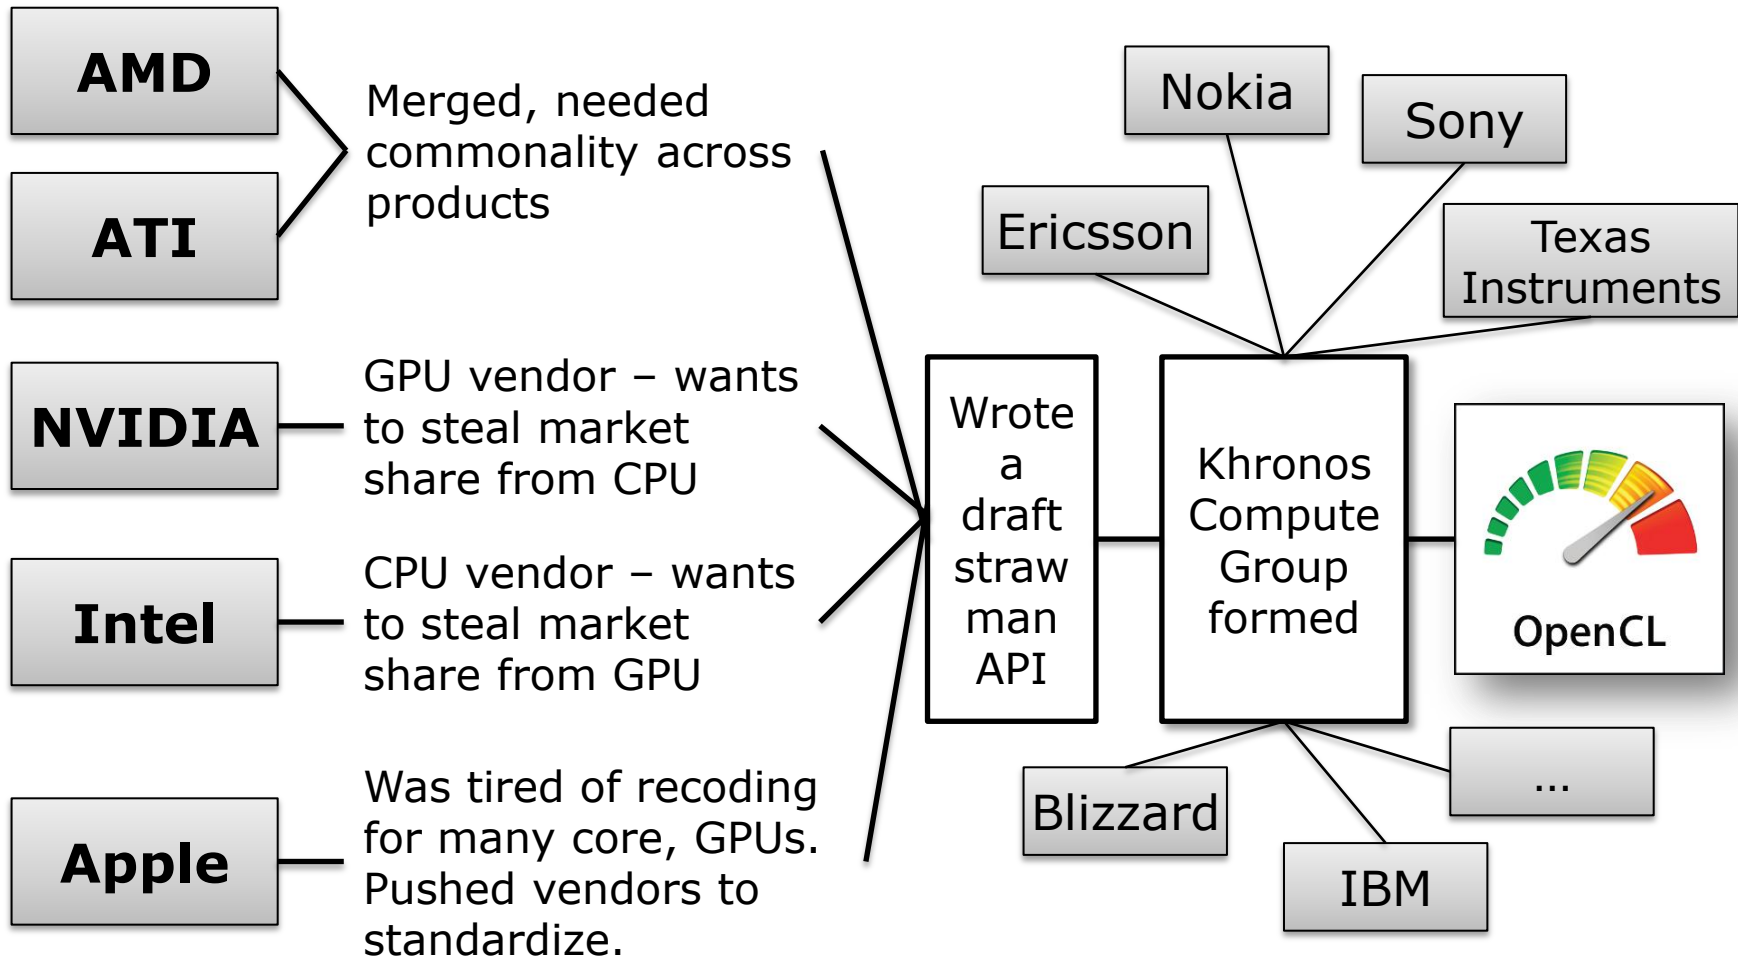 AMD
ATI
Merged, needed
commonality across
products
NVIDIA
GPU vendor – wants
to steal market
share from CPU
Intel
CPU vendor – wants
to steal market
share from GPU
Apple
Was tired of recoding
for many core, GPUs.
Pushed vendors to
standardize.
Wrote
a
draft
straw
man
API
Nokia
Sony
Ericsson
Texas
Instruments
Khronos
Compute
Group
formed
OpenCL
Blizzard
IBM
...